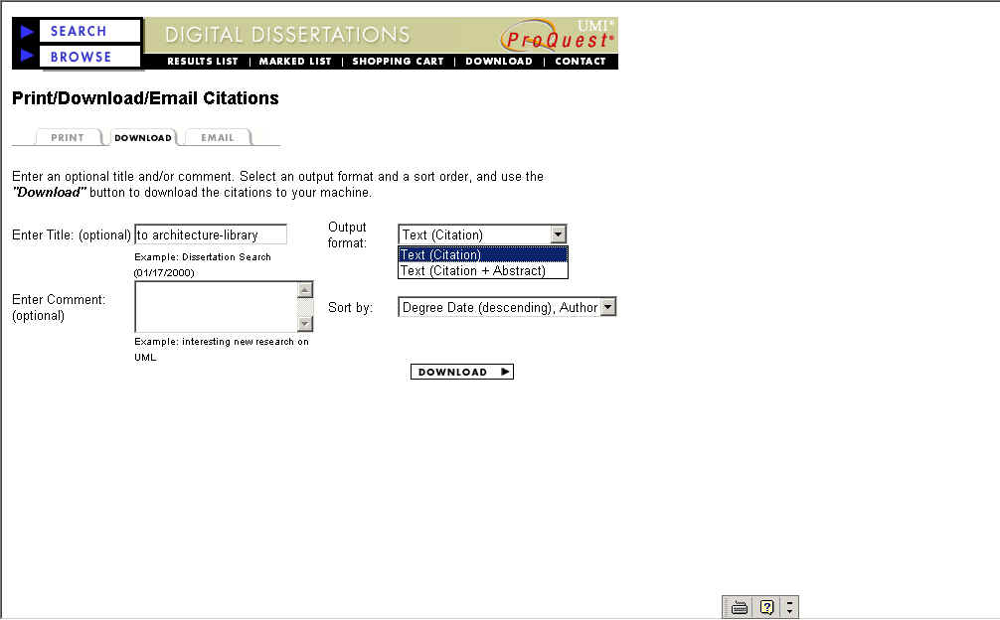 SEARCH
BROWSE
DIGITAL DISSERTATIONS
UMI®
ProQuest®
RESULTS LIST | MARKED LIST | SHOPPING CART | DOWNLOAD | CONTACT
Print/Download/Email Citations
PRINT DOWNLOAD EMAIL
Enter an optional title and/or comment. Select an output format and a sort order, and use the
"Download" button to download the citations to your machine.
Enter Title: (optional) to architecture-library
Example: Dissertation Search
(01/17/2000)
Output
format:
Text (Citation)
Text (Citation)
Text (Citation + Abstract)
Enter Comment:
(optional)
Example: interesting new research on
UML.
Sort by: Degree Date (descending), Author
DOWNLOAD